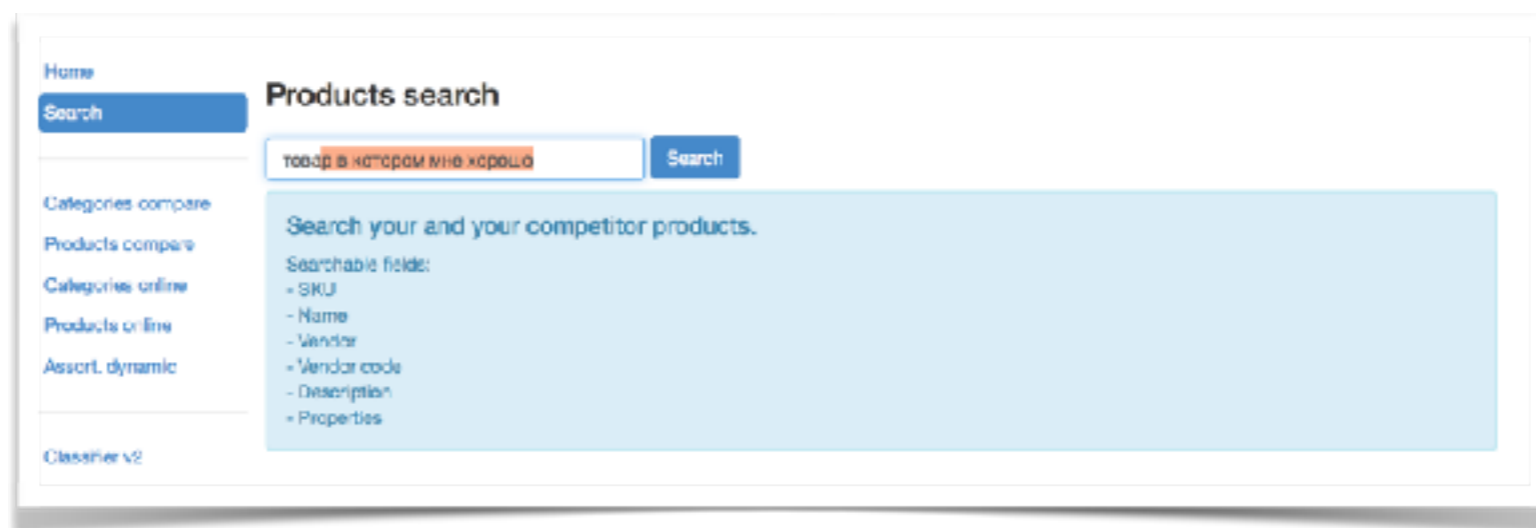 Home
Search
Categories compare
Products compare
Categories online
Products online
Assort. dynamic
Classifier v2
Products search
товар в котором мне хорошо
Search
Search your and your competitor products.
Searchable fields:
- SKU
- Name
- Vendor
- Vendor code
- Description
- Properties